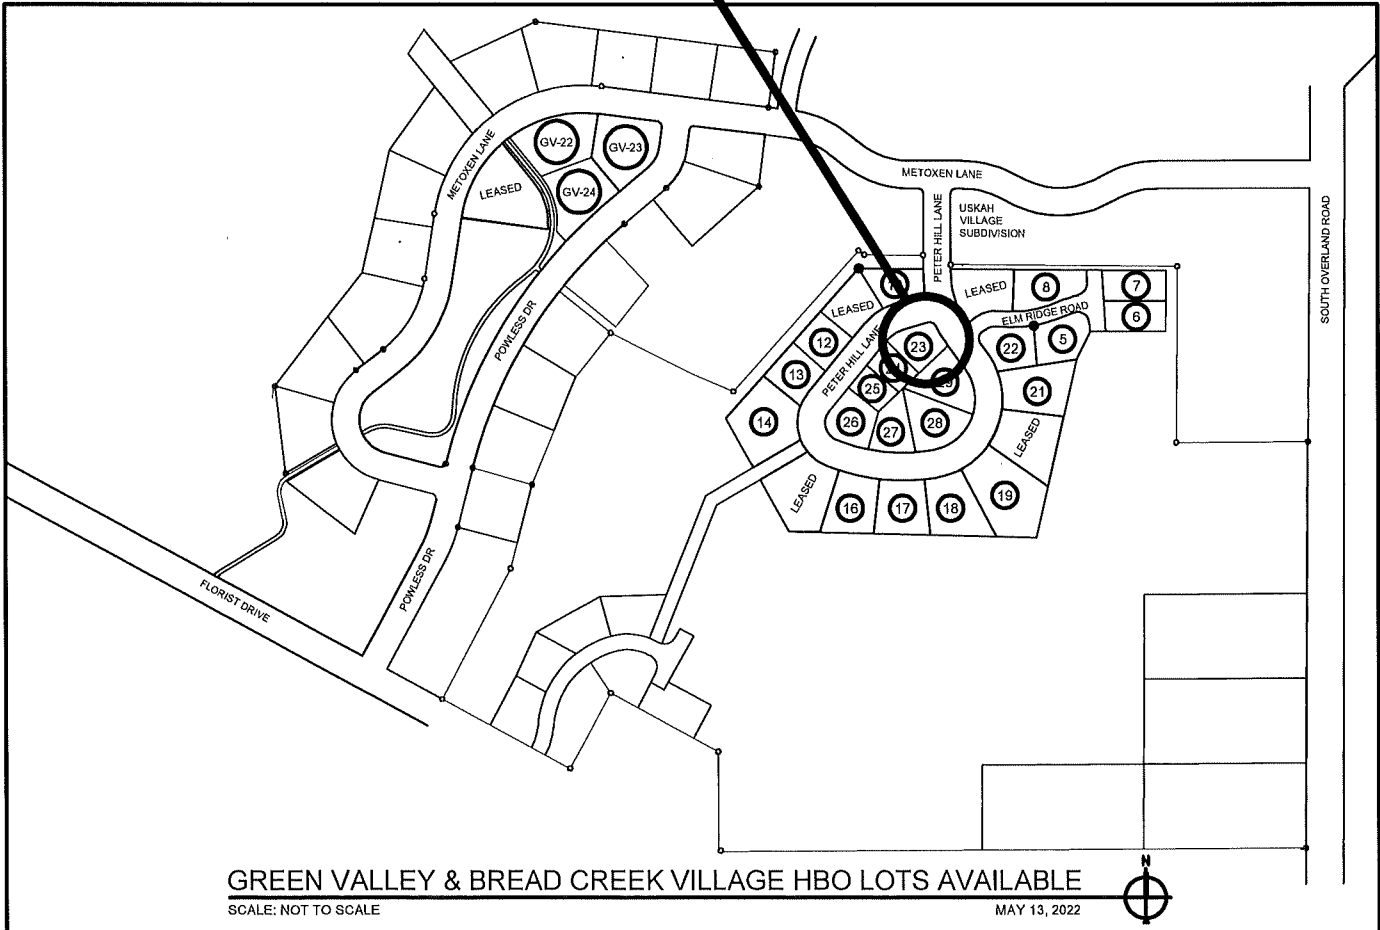 GV-22
GV-23
GV-24
METOXEN LANE
LEASED
METOXEN LANE
PETER HILL LANE
USKAH
VILLAGE
SUBDIVISION
SOUTH OVERLAND ROAD
POWLESS DR
LEASED
8
7
LEASED
ELM RIDGE ROAD
6
12
PETER HILL LANE
23
22
5
13
25
21
14
26
27
28
LEASED
LEASED
16
17
18
19
POWLESS DR
FLORIST DRIVE
N
GREEN VALLEY & BREAD CREEK VILLAGE HBO LOTS AVAILABLE
SCALE: NOT TO SCALE
MAY 13, 2022